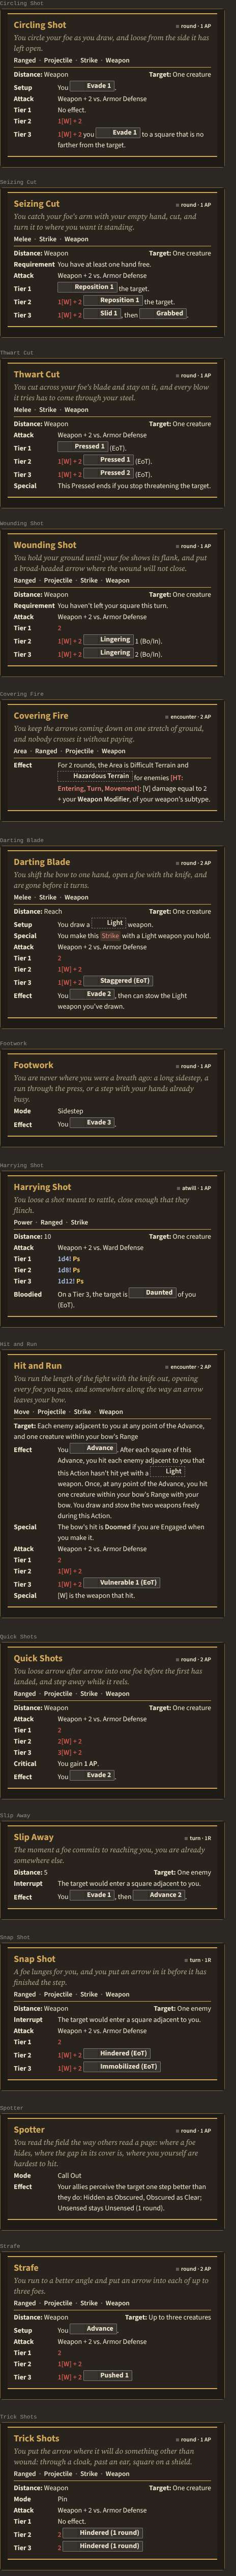 Circling Shot
Circling Shot
round · 1 AP
You circle your foe as you draw, and loose from the side it has
left open.
Ranged · Projectile · Strike · Weapon
Distance: Weapon Target: One creature
Setup You Evade 1.
Attack Weapon + 2 vs. Armor Defense
Tier 1 No effect.
Tier 2 1[W] + 2
Tier 3 1[W] + 2 you Evade 1 to a square that is no
farther from the target.
Seizing Cut
Seizing Cut
round · 1 AP
You catch your foe's arm with your empty hand, cut, and
turn it to where you want it standing.
Melee · Strike · Weapon
Distance: Weapon Target: One creature
Requirement You have at least one hand free.
Attack Weapon + 2 vs. Armor Defense
Tier 1 Reposition 1 the target.
Tier 2 1[W] + 2 Reposition 1 the target.
Tier 3 1[W] + 2 Slid 1, then Grabbed.
Thwart Cut
Thwart Cut
round · 1 AP
You cut across your foe's blade and stay on it, and every blow
it tries has to come through your steel.
Melee · Strike · Weapon
Distance: Weapon Target: One creature
Attack Weapon + 2 vs. Armor Defense
Tier 1 Pressed 1 (EoT).
Tier 2 1[W] + 2 Pressed 1 (EoT).
Tier 3 1[W] + 2 Pressed 2 (EoT).
Special This Pressed ends if you stop threatening the target.
Wounding Shot
Wounding Shot
round · 1 AP
You hold your ground until your foe shows its flank, and put
a broad-headed arrow where the wound will not close.
Ranged · Projectile · Strike · Weapon
Distance: Weapon Target: One creature
Requirement You haven't left your square this turn.
Attack Weapon + 2 vs. Armor Defense
Tier 1 2
Tier 2 1[W] + 2 Lingering 1 (Bo/In).
Tier 3 1[W] + 2 Lingering 2 (Bo/In).
Covering Fire
Covering Fire
encounter · 2 AP
You keep the arrows coming down on one stretch of ground,
and nobody crosses it without paying.
Area · Ranged · Projectile · Weapon
Effect For 2 rounds, the Area is Difficult Terrain and
Hazardous Terrain for enemies [HT:
Entering, Turn, Movement]: [V] damage equal to 2
+ your Weapon Modifier, of your weapon's subtype.
Darting Blade
Darting Blade
round · 2 AP
You shift the bow to one hand, open a foe with the knife, and
are gone before it turns.
Melee · Strike · Weapon
Distance: Reach Target: One creature
Setup You draw a Light weapon.
Special You make this Strike with a Light weapon you hold.
Attack Weapon + 2 vs. Armor Defense
Tier 1 2
Tier 2 1[W] + 2
Tier 3 1[W] + 2 Staggered (EoT)
Effect You Evade 2, then can stow the Light
weapon you've drawn.
Footwork
Footwork
round · 1 AP
You are never where you were a breath ago: a long sidestep, a
run through the press, or a step with your hands already
busy.
Mode Sidestep
Effect You Evade 3.
Harrying Shot
Harrying Shot
atwill · 1 AP
You loose a shot meant to rattle, close enough that they
flinch.
Power · Ranged · Strike
Distance: 10 Target: One creature
Attack Weapon + 2 vs. Ward Defense
Tier 1 1d4! Ps
Tier 2 1d8! Ps
Tier 3 1d12! Ps
Bloodied On a Tier 3, the target is Daunted of you
(EoT).
Hit and Run
Hit and Run
encounter · 2 AP
You run the length of the fight with the knife out, opening
every foe you pass, and somewhere along the way an arrow
leaves your bow.
Move · Projectile · Strike · Weapon
Target: Each enemy adjacent to you at any point of the Advance,
and one creature within your bow's Range
Effect You Advance. After each square of this
Advance, you hit each enemy adjacent to you that
this Action hasn't hit yet with a Light
weapon. Once, at any point of the Advance, you hit
one creature within your bow's Range with your
bow. You draw and stow the two weapons freely
during this Action.
Special The bow's hit is Doomed if you are Engaged when
you make it.
Attack Weapon + 2 vs. Armor Defense
Tier 1 2
Tier 2 1[W] + 2
Tier 3 1[W] + 2 Vulnerable 1 (EoT)
Special [W] is the weapon that hit.
Quick Shots
Quick Shots
round · 2 AP
You loose arrow after arrow into one foe before the first has
landed, and step away while it reels.
Ranged · Projectile · Strike · Weapon
Distance: Weapon Target: One creature
Attack Weapon + 2 vs. Armor Defense
Tier 1 2
Tier 2 2[W] + 2
Tier 3 3[W] + 2
Critical You gain 1 AP.
Effect You Evade 2.
Slip Away
Slip Away
turn · 1R
The moment a foe commits to reaching you, you are already
somewhere else.
Distance: 5 Target: One enemy
Interrupt The target would enter a square adjacent to you.
Effect You Evade 1, then Advance 2.
Snap Shot
Snap Shot
turn · 1R
A foe lunges for you, and you put an arrow in it before it has
finished the step.
Ranged · Projectile · Strike · Weapon
Distance: Weapon Target: One enemy
Interrupt The target would enter a square adjacent to you.
Attack Weapon + 2 vs. Armor Defense
Tier 1 2
Tier 2 1[W] + 2 Hindered (EoT)
Tier 3 1[W] + 2 Immobilized (EoT)
Spotter
Spotter
round · 1 AP
You read the field the way others read a page: where a foe
hides, where the gap in its cover is, where you yourself are
hardest to hit.
Mode Call Out
Effect Your allies perceive the target one step better than
they do: Hidden as Obscured, Obscured as Clear;
Unsensed stays Unsensed (1 round).
Strafe
Strafe
round · 2 AP
You run to a better angle and put an arrow into each of up to
three foes.
Ranged · Projectile · Strike · Weapon
Distance: Weapon Target: Up to three creatures
Setup You Advance.
Attack Weapon + 2 vs. Armor Defense
Tier 1 2
Tier 2 1[W] + 2
Tier 3 1[W] + 2 Pushed 1
Trick Shots
Trick Shots
round · 1 AP
You put the arrow where it will do something other than
wound: through a cloak, past an ear, square on a shield.
Ranged · Projectile · Strike · Weapon
Distance: Weapon Target: One creature
Mode Pin
Attack Weapon + 2 vs. Armor Defense
Tier 1 No effect.
Tier 2 2 Hindered (1 round)
Tier 3 2 Hindered (1 round)